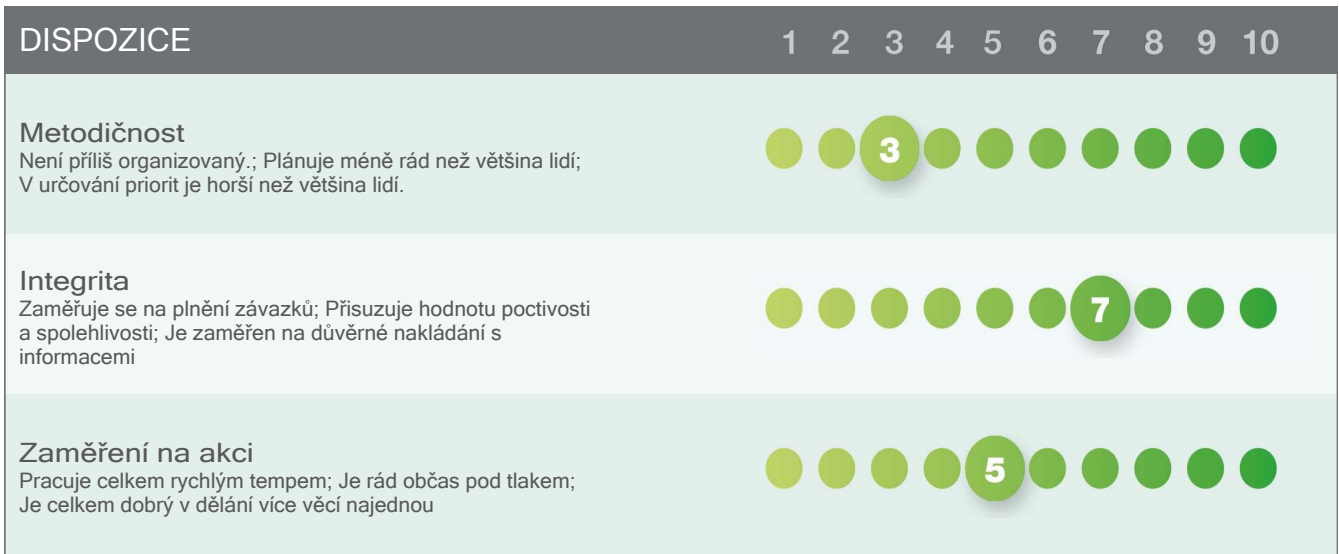 DISPOZICE 1 2 3 4 5 6 7 8 9 10
Metodičnost
Není příliš organizovaný.; Plánuje méně rád než většina lidí;
V určování priorit je horší než většina lidí.
3
Integrita
Zaměřuje se na plnění závazků; Přisuzuje hodnotu poctivosti
a spolehlivosti; Je zaměřen na důvěrné nakládání s
informacemi
7
Zaměření na akci
Pracuje celkem rychlým tempem; Je rád občas pod tlakem;
Je celkem dobrý v dělání více věcí najednou
5